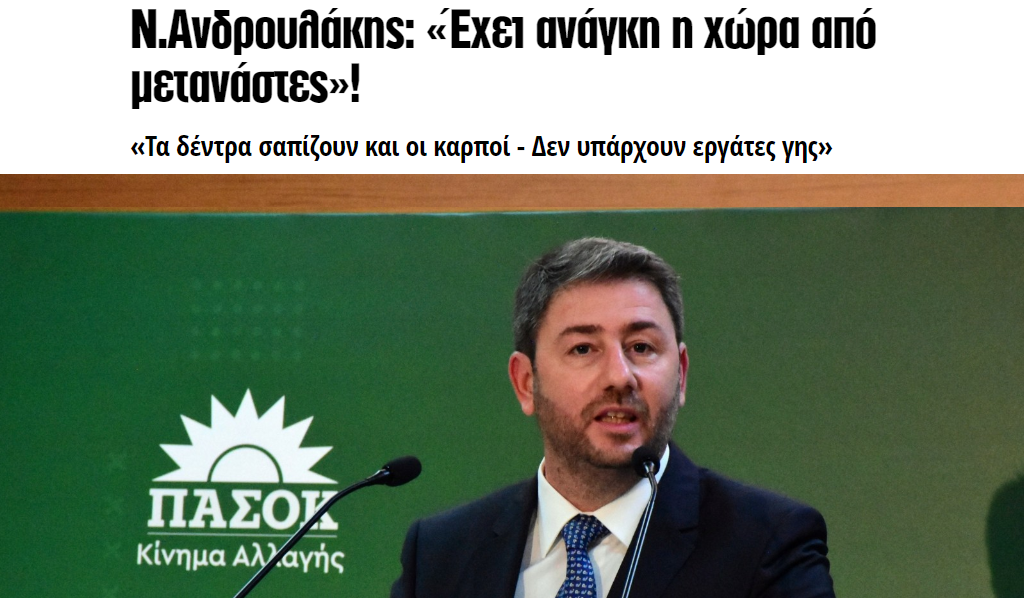 Ν.Ανδρουλάκης: «Έχει ανάγκη η χώρα από
μετανάστες»!
«Τα δέντρα σαπίζουν και οι καρποί - Δεν υπάρχουν εργάτες γης»
ΠΑΣΟΚ
Κίνημα Αλλαγής